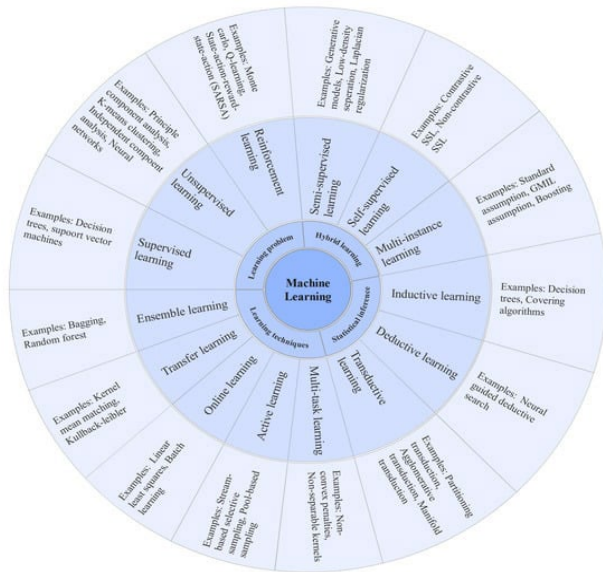 Machine
Learning
Learning problem
Hybrid learning
Statistical inference
Learning techniques
Supervised
learning
Unsupervised
learning
Reinforcement
learning
Semi-supervised
learning
Self-supervised
learning
Multi-instance
learning
Inductive learning
Deductive learning
Transductive
learning
Multi-task learning
Active learning
Online learning
Transfer learning
Ensemble learning
Examples: Decision
trees, supoort vector
machines
Examples: Principle
component analysis,
K-means clustering,
Independent component
analysis, Neural
networks
Examples: Monte
carlo, Q-learning,
State-action-reward-
state-action (SARSA)
Examples: Generative
models, Low-density
seperation, Laplacian
regularization
Examples: Contrastive
SSL, Non-contrastive
SSL
Examples: Standard
assumption, GMIL
assumption, Boosting
Examples: Decision
trees, Covering
algorithms
Examples: Neural
guided deductive
search
Examples: Partitioning
transduction,
Agglomerative
transduction, Manifold
transduction
Examples: Non-
convex penalties,
Non-separable kernels
Examples: Stream-
based selective
sampling, Pool-based
sampling
Examples: Linear
least squares, Batch
learning
Examples: Kernel
mean matching,
Kullback-leibler
Examples: Bagging,
Random forest